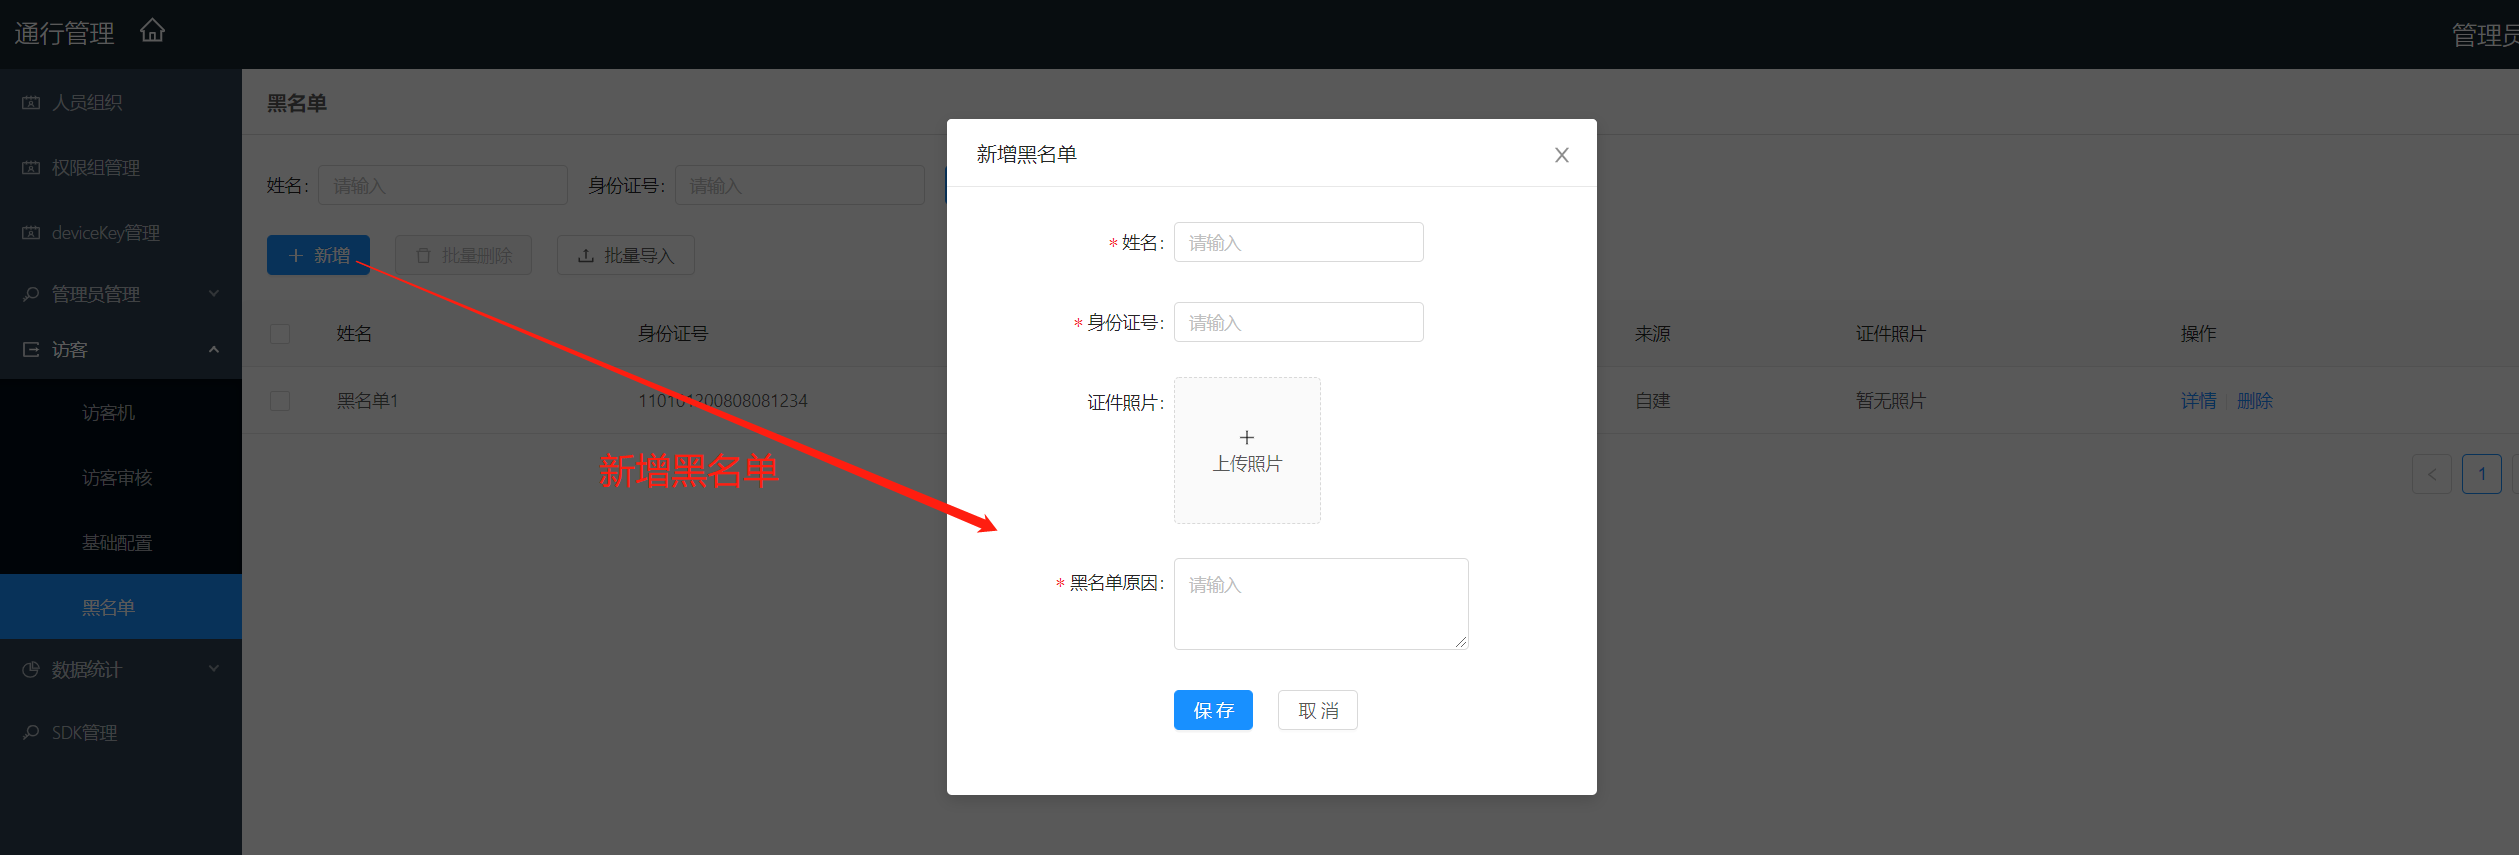 通行管理
管理员
人员组织
权限组管理
deviceKey管理
管理员管理
访客
访客机
访客审核
基础配置
黑名单
数据统计
SDK管理
黑名单
姓名: 请输入 身份证号: 请输入
新增 批量删除 批量导入
姓名 身份证号 来源 证件照片 操作
黑名单1 110101200808081234 自建 暂无照片 详情 删除
1
新增黑名单
新增黑名单
* 姓名: 请输入
* 身份证号: 请输入
证件照片:
上传照片
* 黑名单原因: 请输入
保存 取消